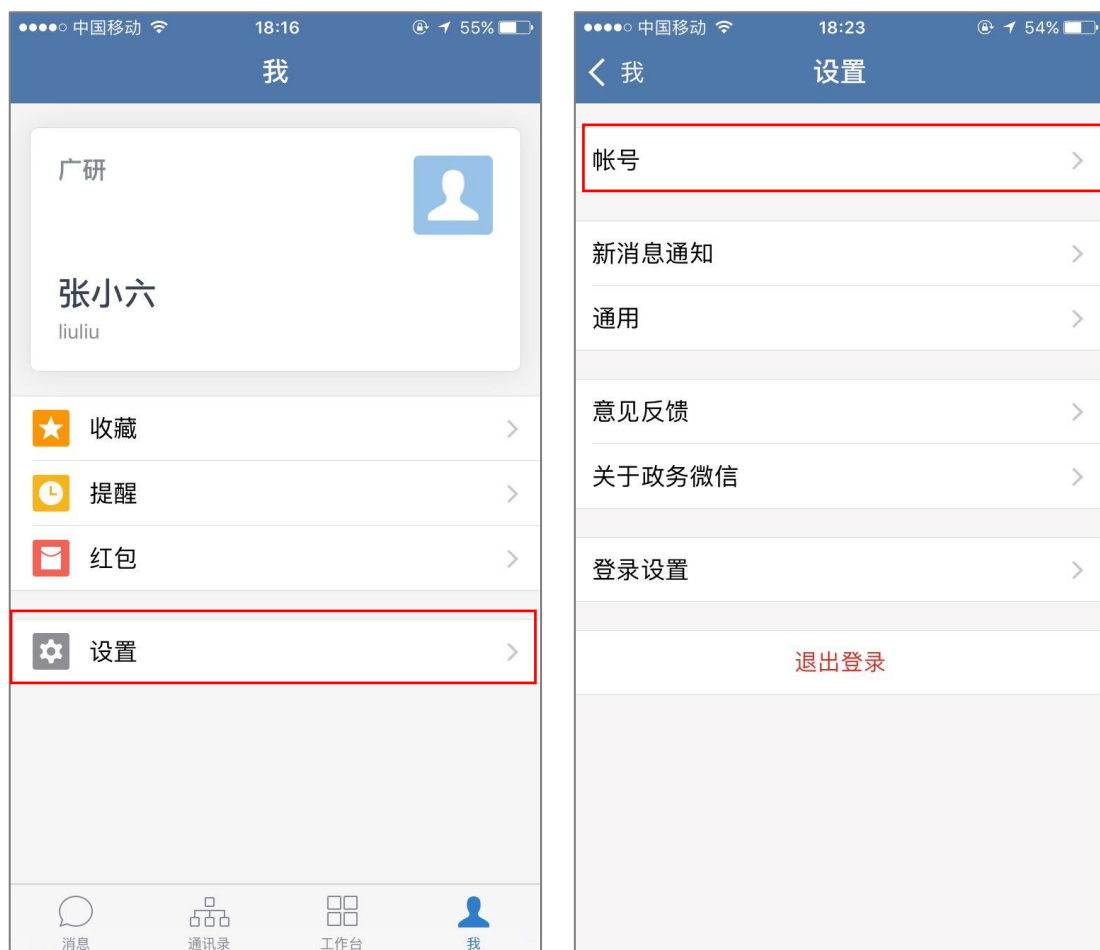 中国移动 18:16 55%
我
广研
张小六
liuliu
收藏
提醒
红包
设置
消息 通讯录 工作台 我
中国移动 18:23 54%
我 设置
帐号
新消息通知
通用
意见反馈
关于政务微信
登录设置
退出登录